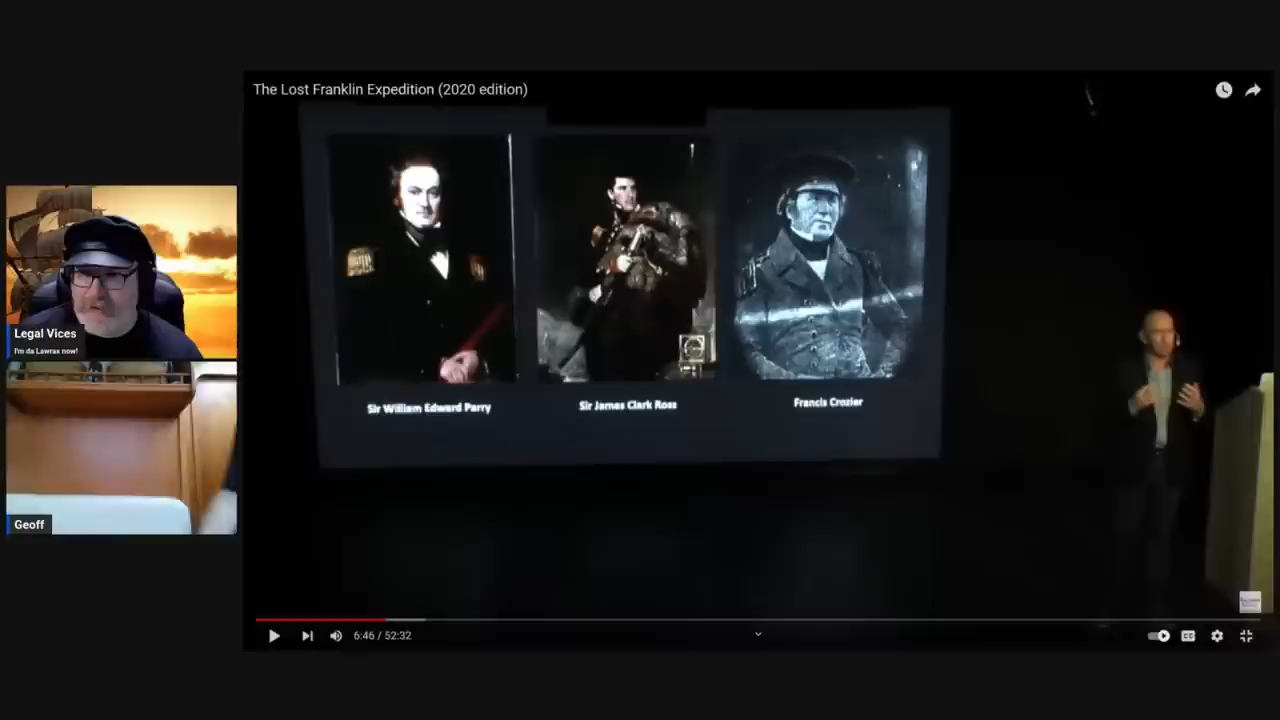 The Lost Franklin Expedition (2020 edition)
Sir William Edward Parry
Sir James Clark Ross
Francis Crozier
Legal Vices
I'm da Lawrax now!
Geoff
6:46 / 52:32
CC